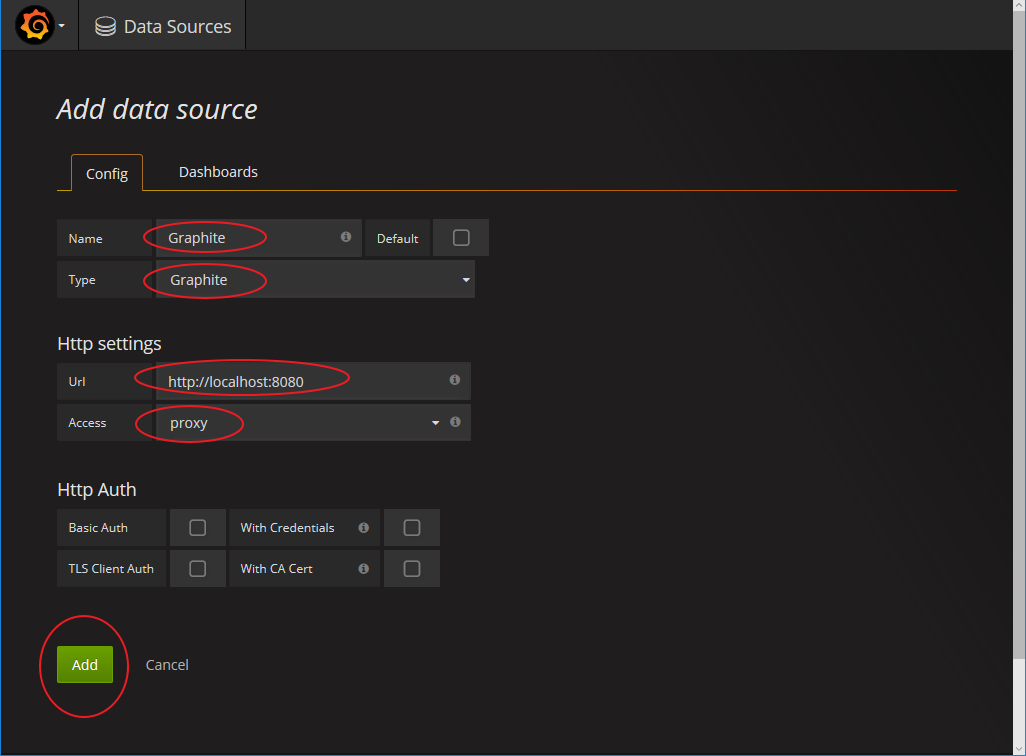 Data Sources
Add data source
Config Dashboards
Name Graphite Default
Type Graphite
Http settings
Url http://localhost:8080
Access proxy
Http Auth
Basic Auth With Credentials
TLS Client Auth With CA Cert
Add Cancel